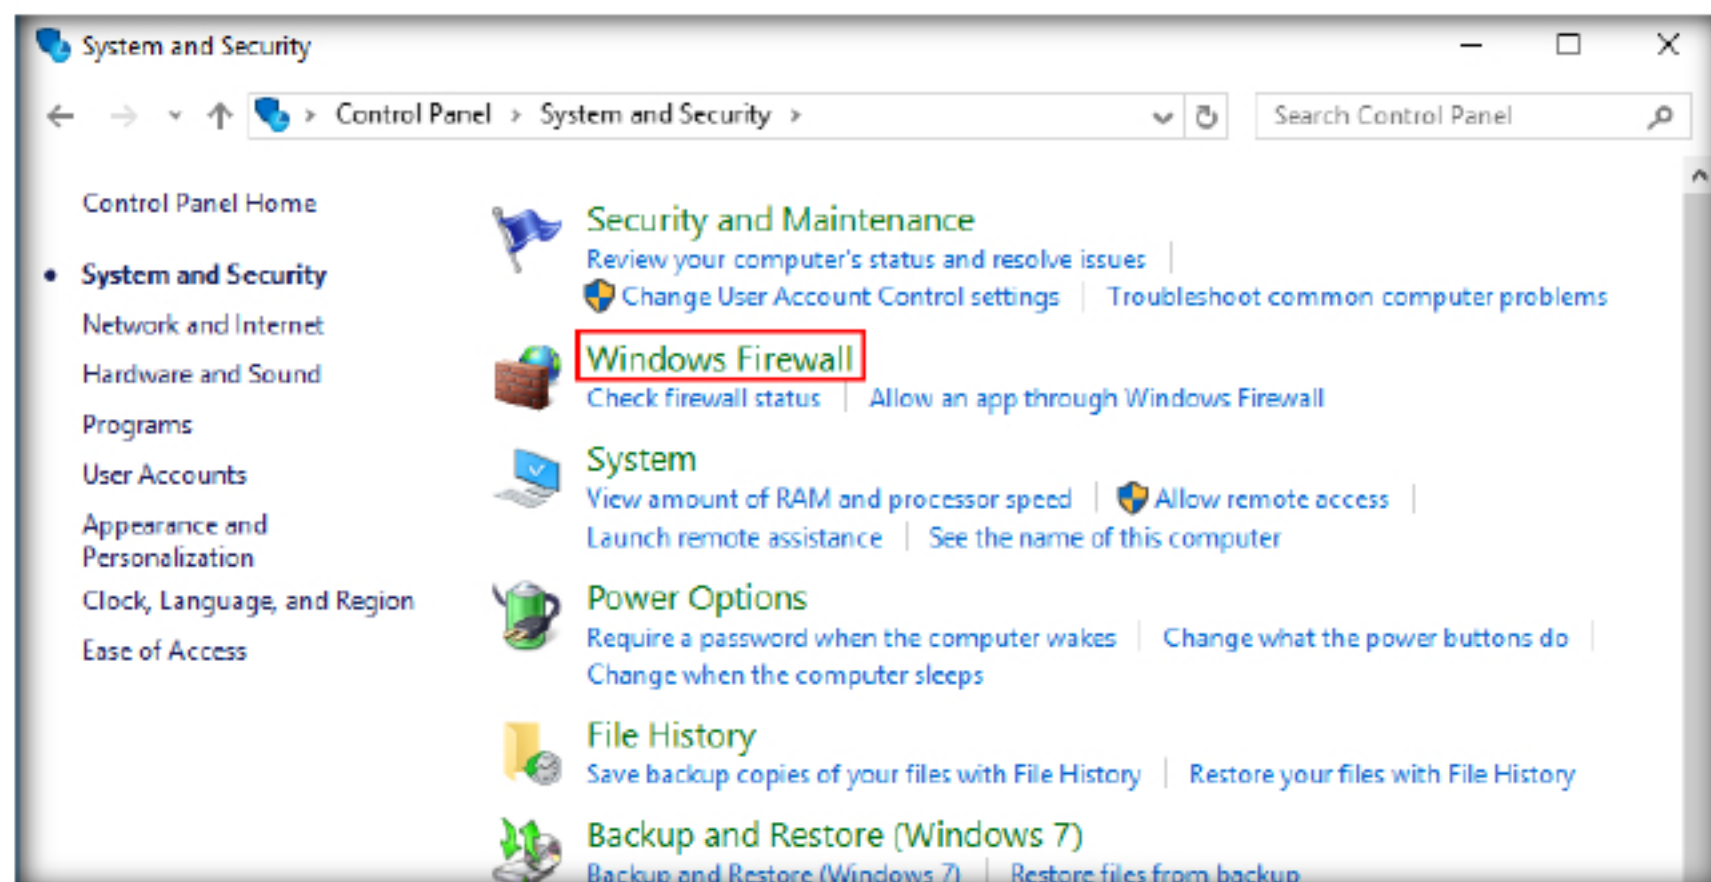 System and Security
Control Panel > System and Security >
Search Control Panel
Control Panel Home
System and Security
Network and Internet
Hardware and Sound
Programs
User Accounts
Appearance and
Personalization
Clock, Language, and Region
Ease of Access
Security and Maintenance
Review your computer's status and resolve issues
Change User Account Control settings Troubleshoot common computer problems
Windows Firewall
Check firewall status Allow an app through Windows Firewall
System
View amount of RAM and processor speed Allow remote access
Launch remote assistance See the name of this computer
Power Options
Require a password when the computer wakes Change what the power buttons do
Change when the computer sleeps
File History
Save backup copies of your files with File History Restore your files with File History
Backup and Restore (Windows 7)
Backup and Restore (Windows 7) Restore files from backup